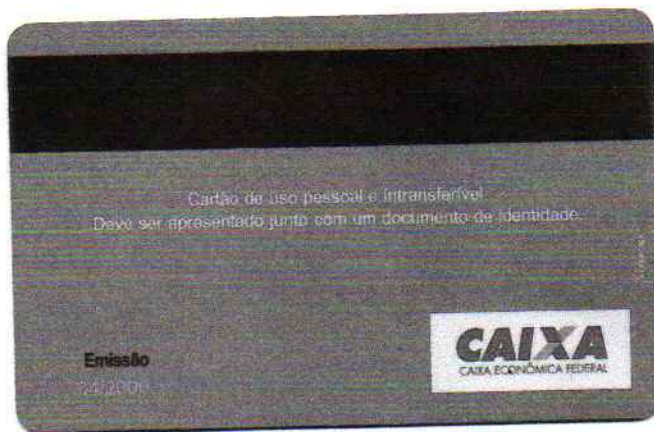 Cartão de uso pessoal e intransferível
Deve ser apresentado junto com um documento de identidade.
Emissão
CAIXA
CAIXA ECONÔMICA FEDERAL